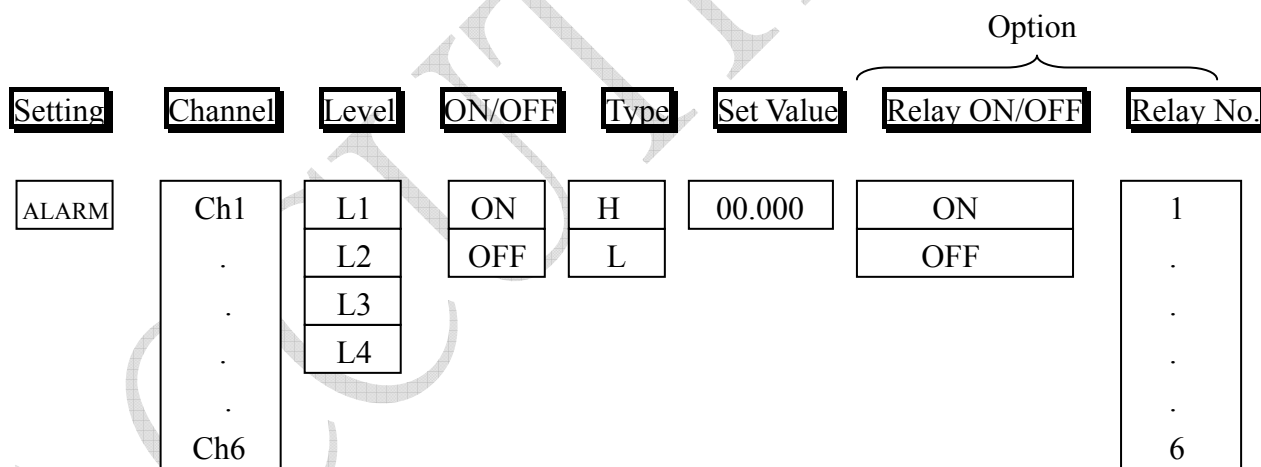 Option
Setting Channel Level ON/OFF Type Set Value Relay ON/OFF Relay No.
ALARM Ch1 L1 ON H 00.000 ON 1
. L2 OFF L OFF .
. L3 .
. L4 .
. .
Ch6 6